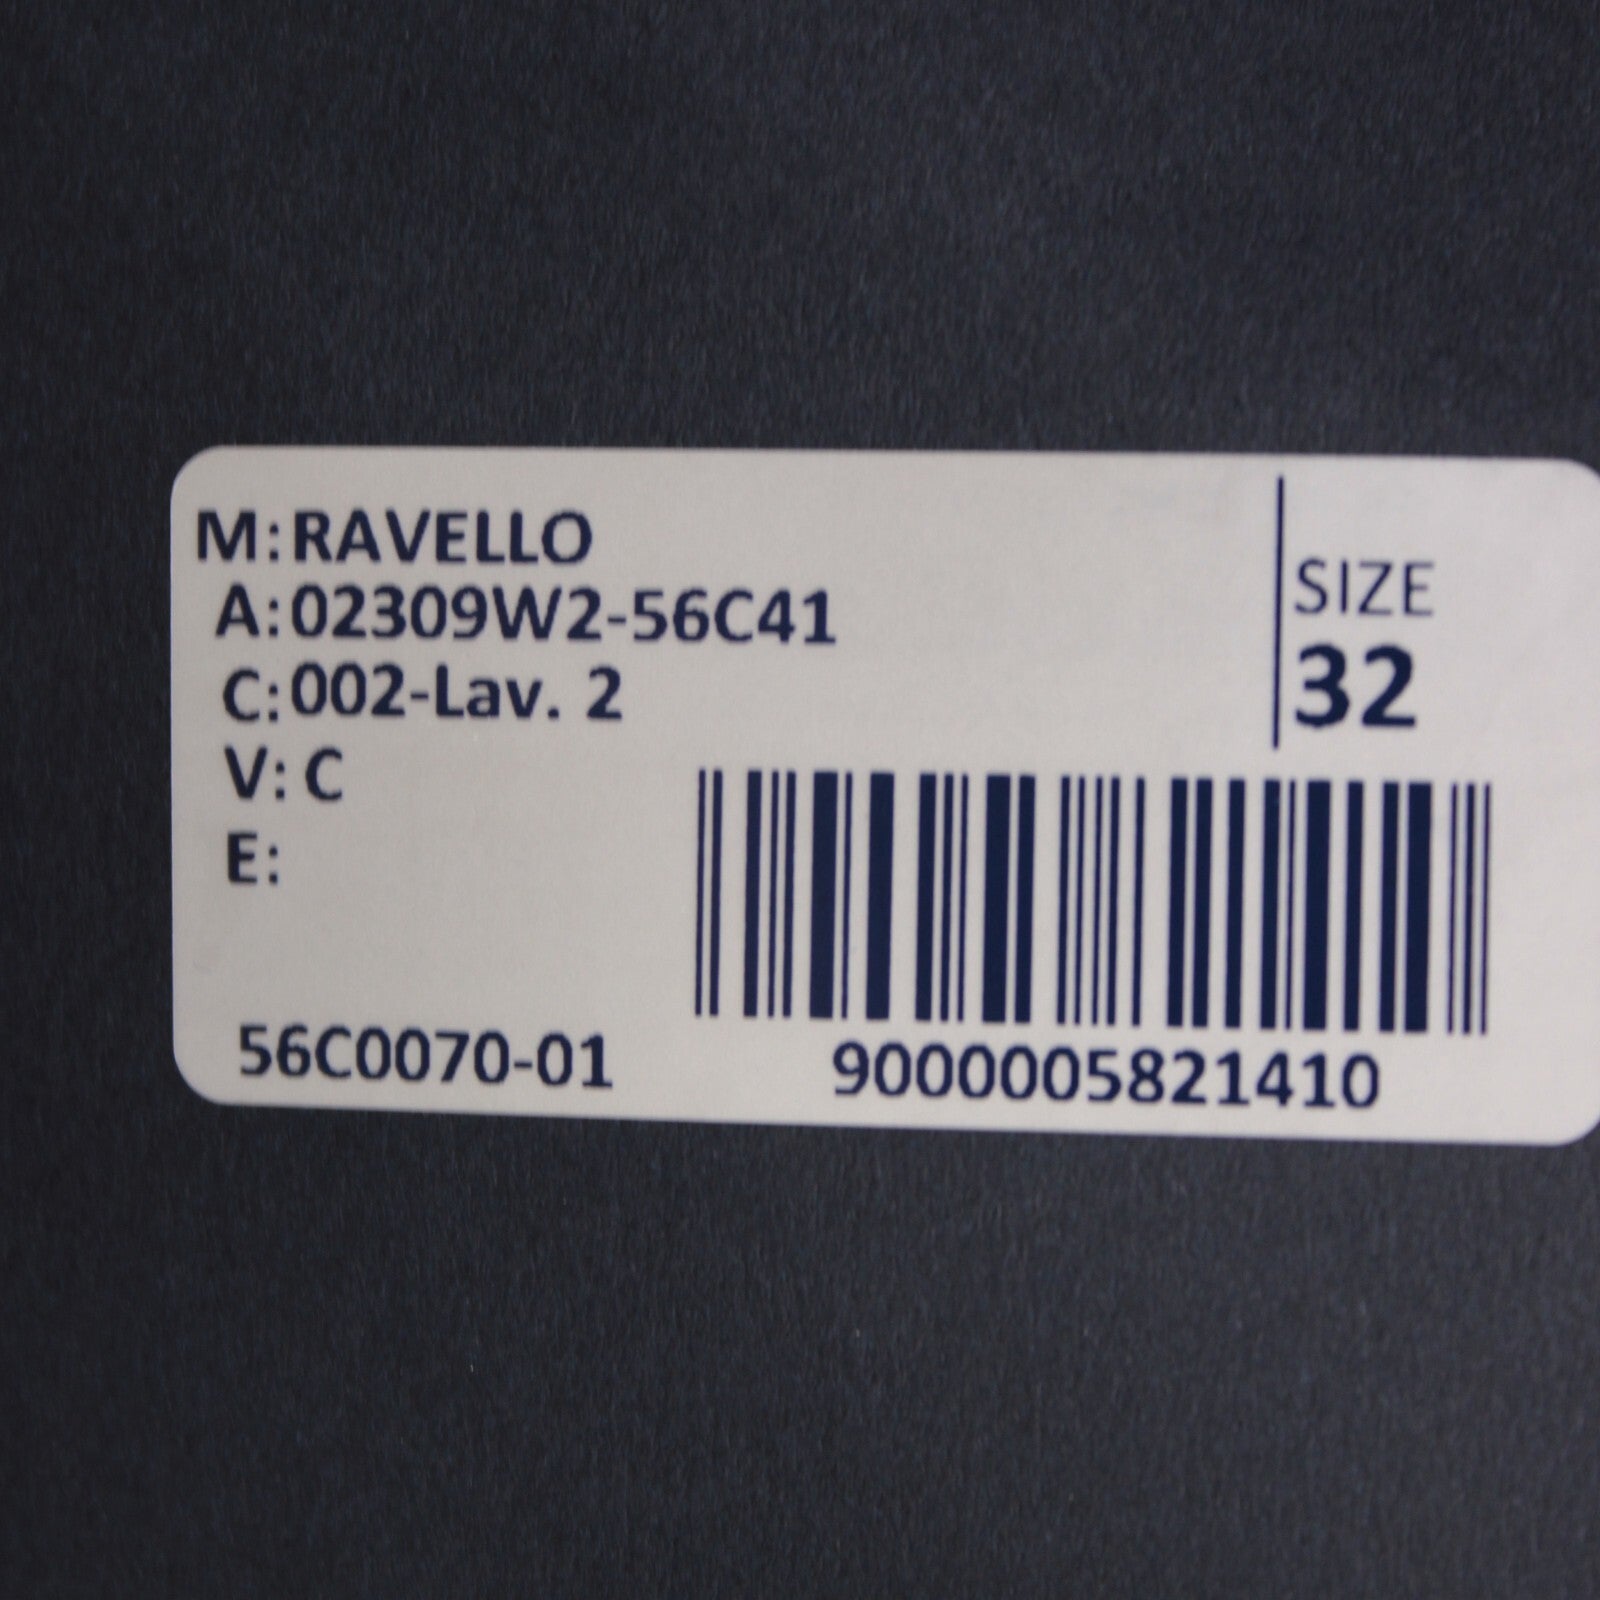 M: RAVELLO
A: 02309W2-56C41
C: 002-Lav. 2
V: C
E:
SIZE
32
56C0070-01
9000005821410